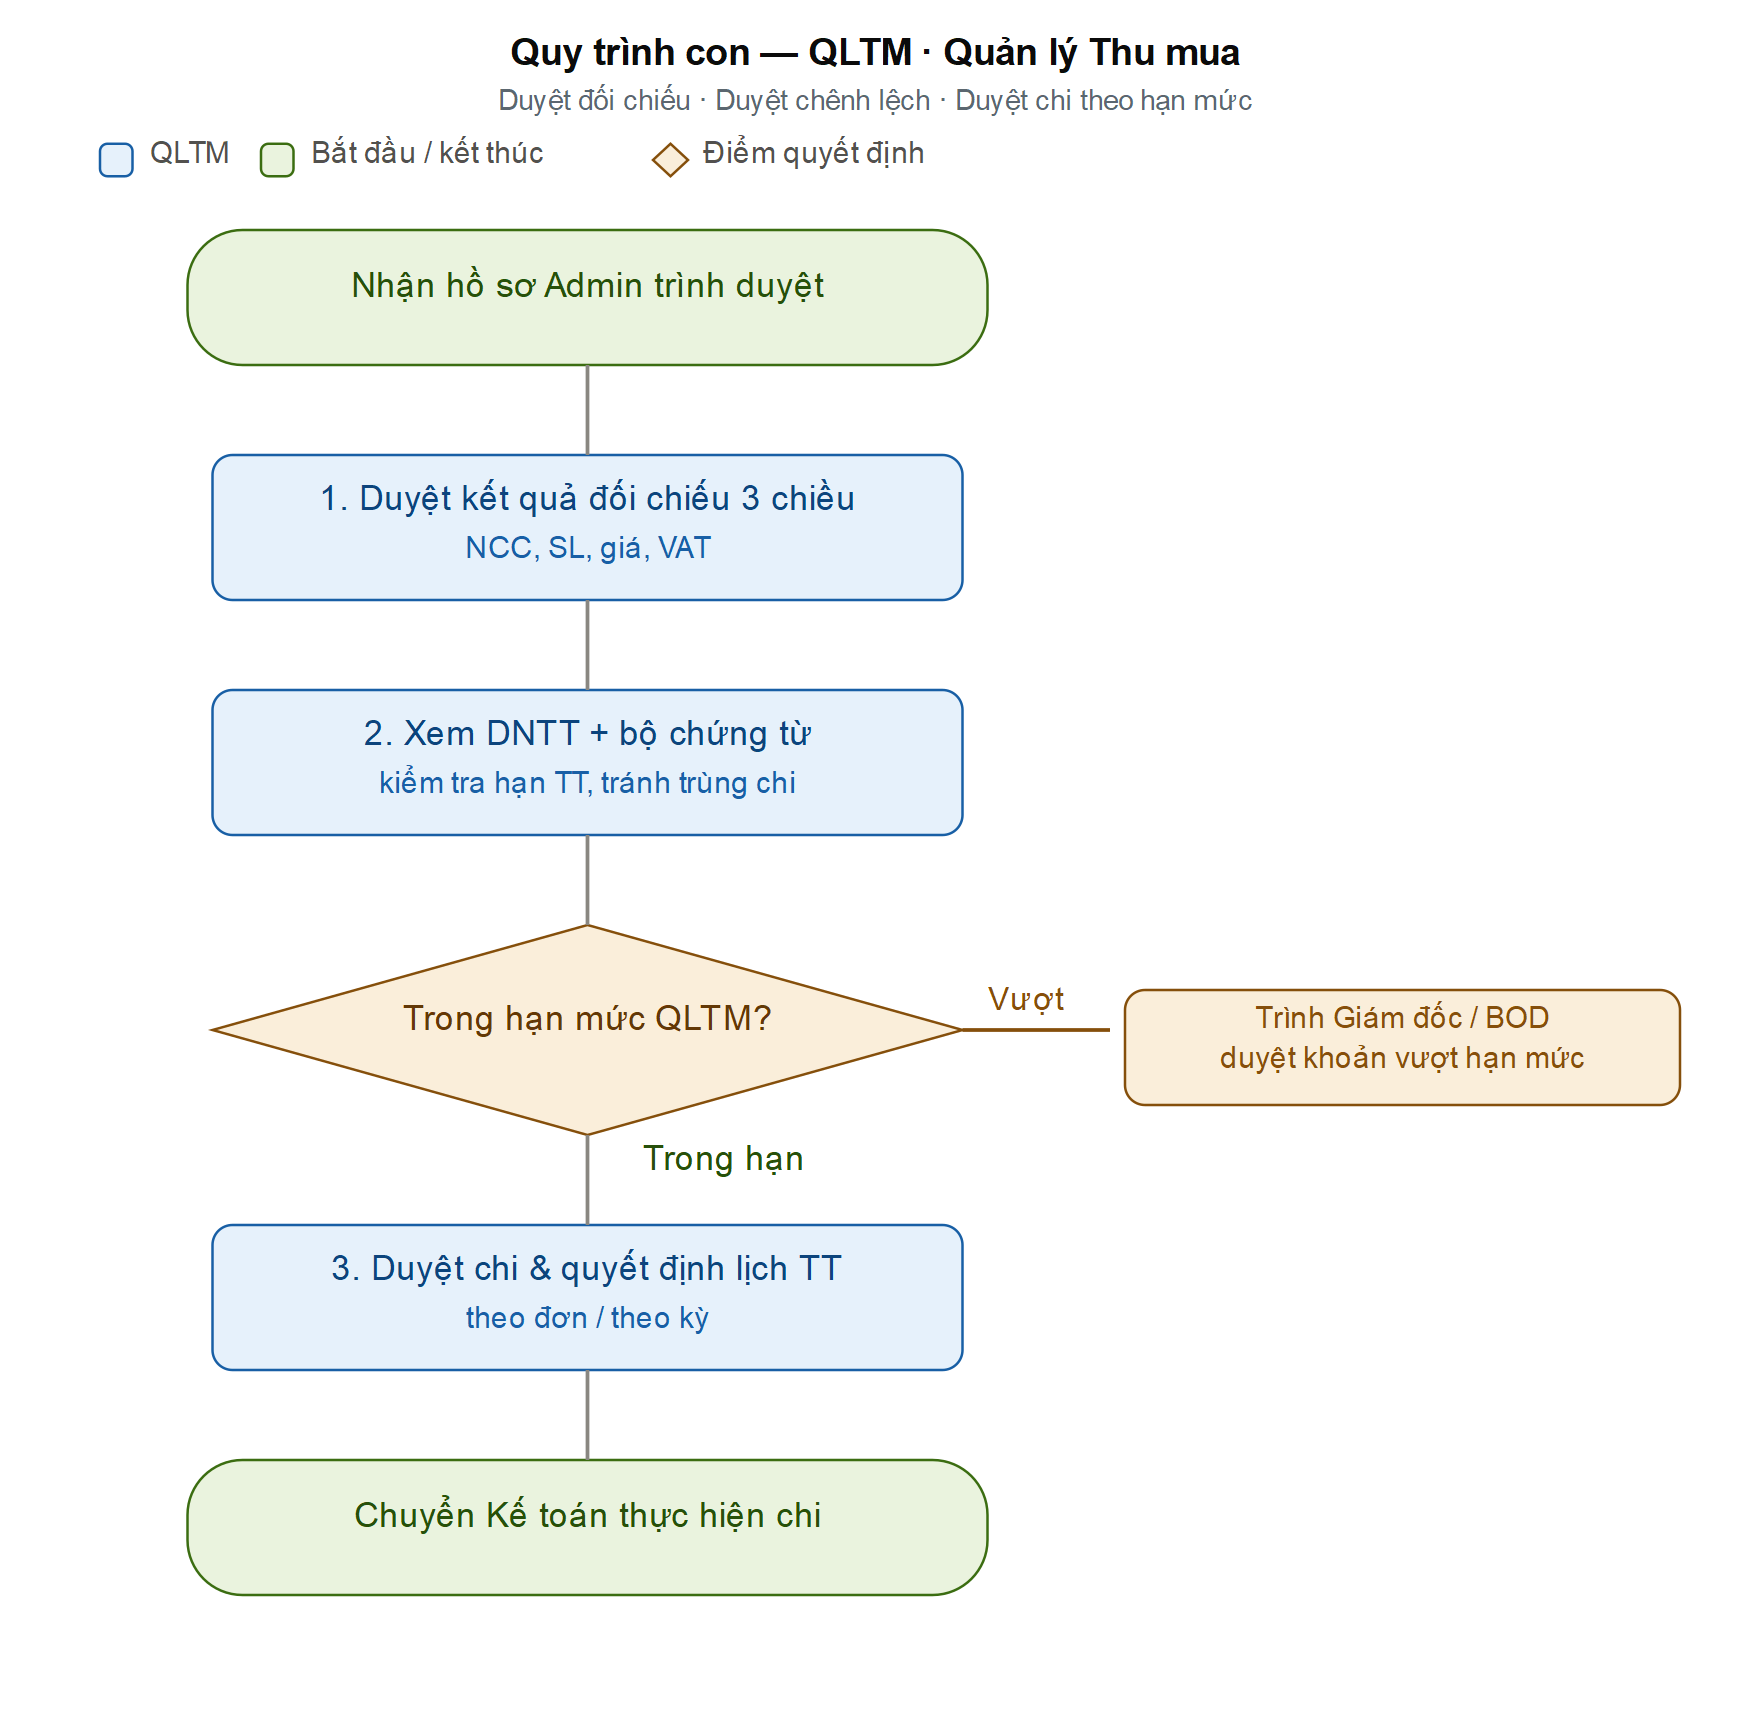 Quy trình con — QLTM · Quản lý Thu mua
Duyệt đối chiếu · Duyệt chênh lệch · Duyệt chi theo hạn mức
QLTM
Bắt đầu / kết thúc
Điểm quyết định
Nhận hồ sơ Admin trình duyệt
1. Duyệt kết quả đối chiếu 3 chiều
NCC, SL, giá, VAT
2. Xem DNTT + bộ chứng từ
kiểm tra hạn TT, tránh trùng chi
Trong hạn mức QLTM?
Vượt
Trình Giám đốc / BOD
duyệt khoản vượt hạn mức
Trong hạn
3. Duyệt chi & quyết định lịch TT
theo đơn / theo kỳ
Chuyển Kế toán thực hiện chi